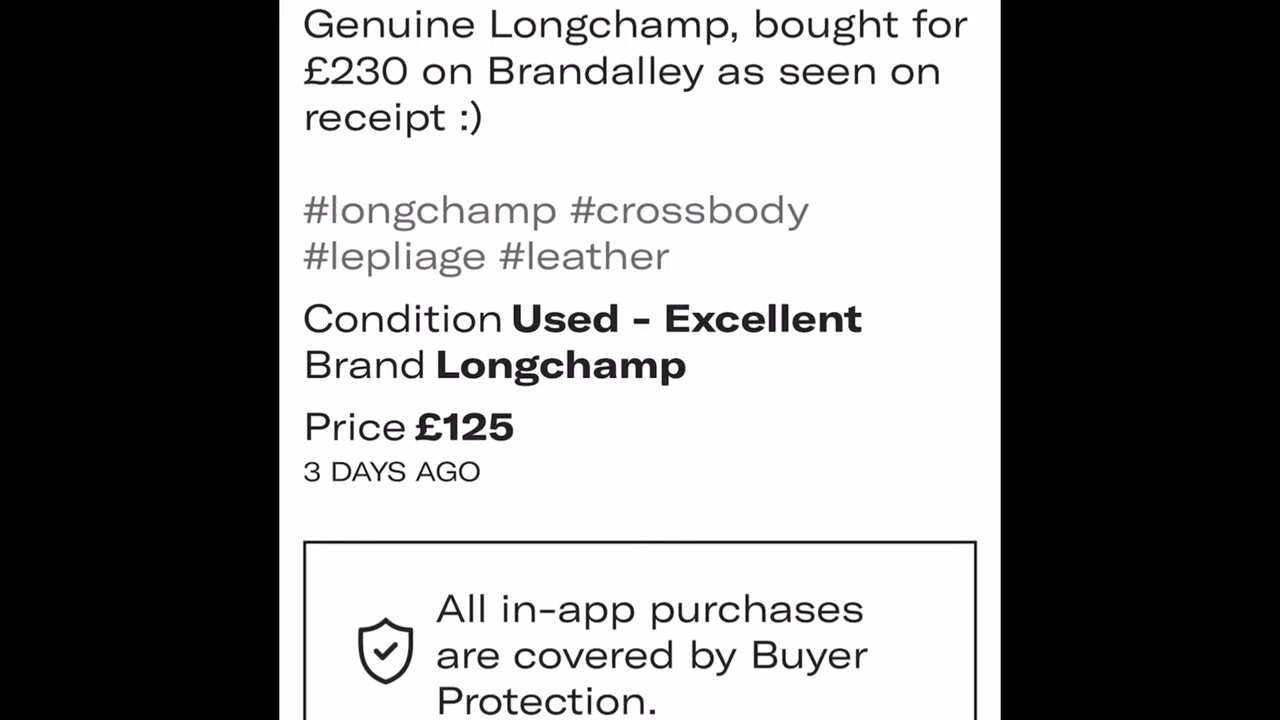 Genuine Longchamp, bought for
£230 on Brandalley as seen on
receipt :)
#longchamp #crossbody
#lepliage #leather
Condition Used - Excellent
Brand Longchamp
Price £125
3 DAYS AGO
All in-app purchases
are covered by Buyer
Protection.